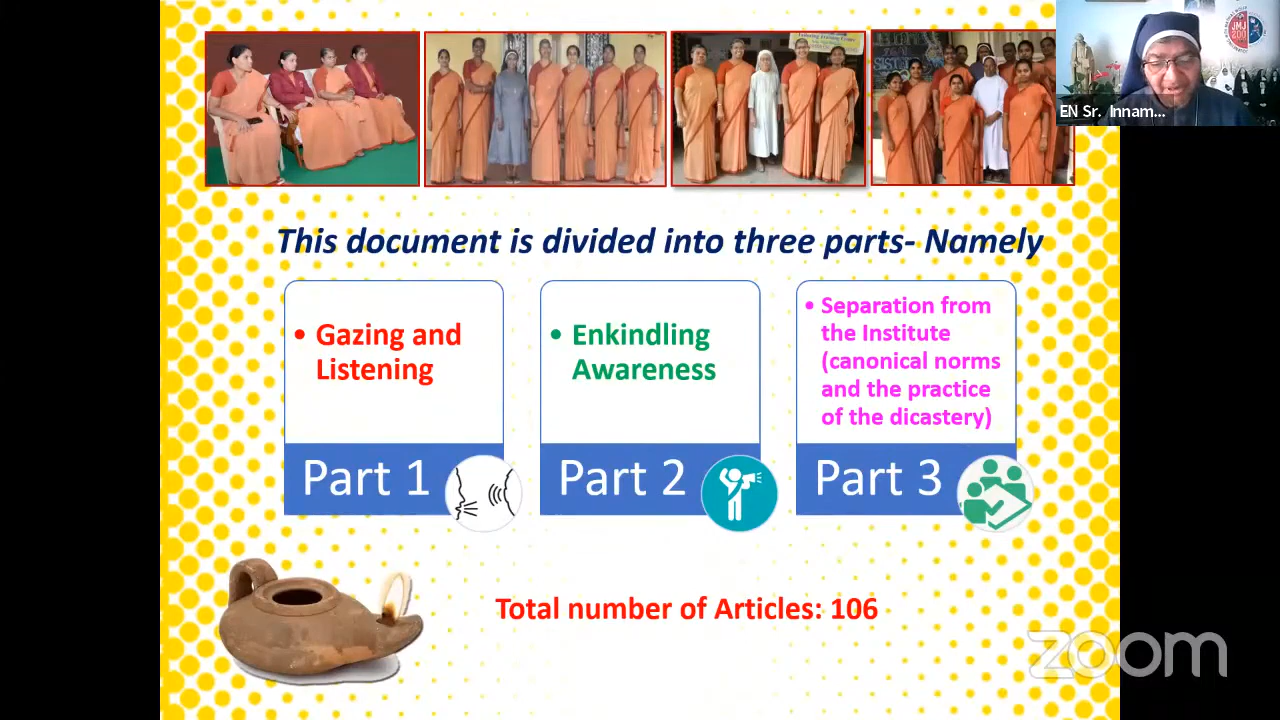 JMJ
200
EN Sr. Innam...
This document is divided into three parts- Namely
• Gazing and
Listening
• Enkindling
Awareness
• Separation from
the Institute
(canonical norms
and the practice
of the dicastery)
Part 1
Part 2
Part 3
Total number of Articles: 106
zoom